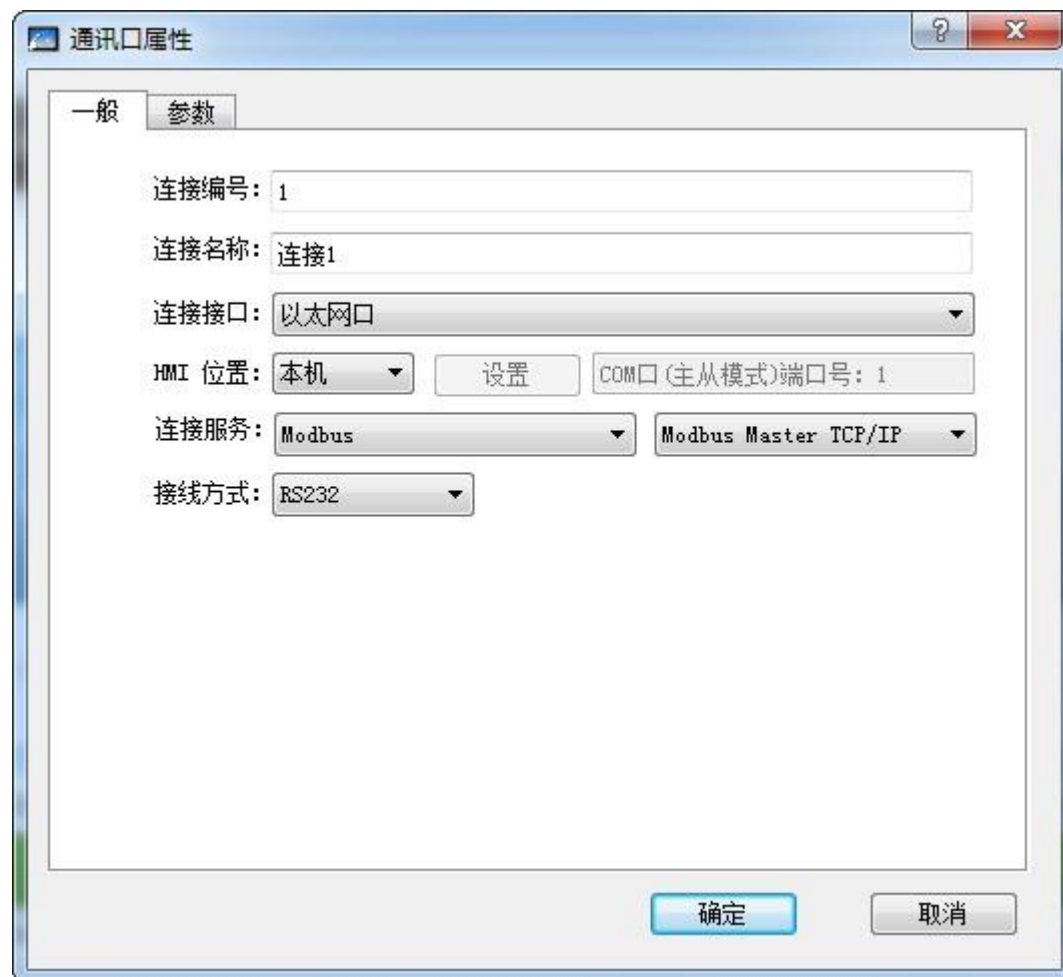 通讯口属性
一般 参数
连接编号: 1
连接名称: 连接1
连接接口: 以太网口
HMI 位置: 本机 设置 COM口(主从模式)端口号: 1
连接服务: Modbus Modbus Master TCP/IP
接线方式: RS232
确定 取消